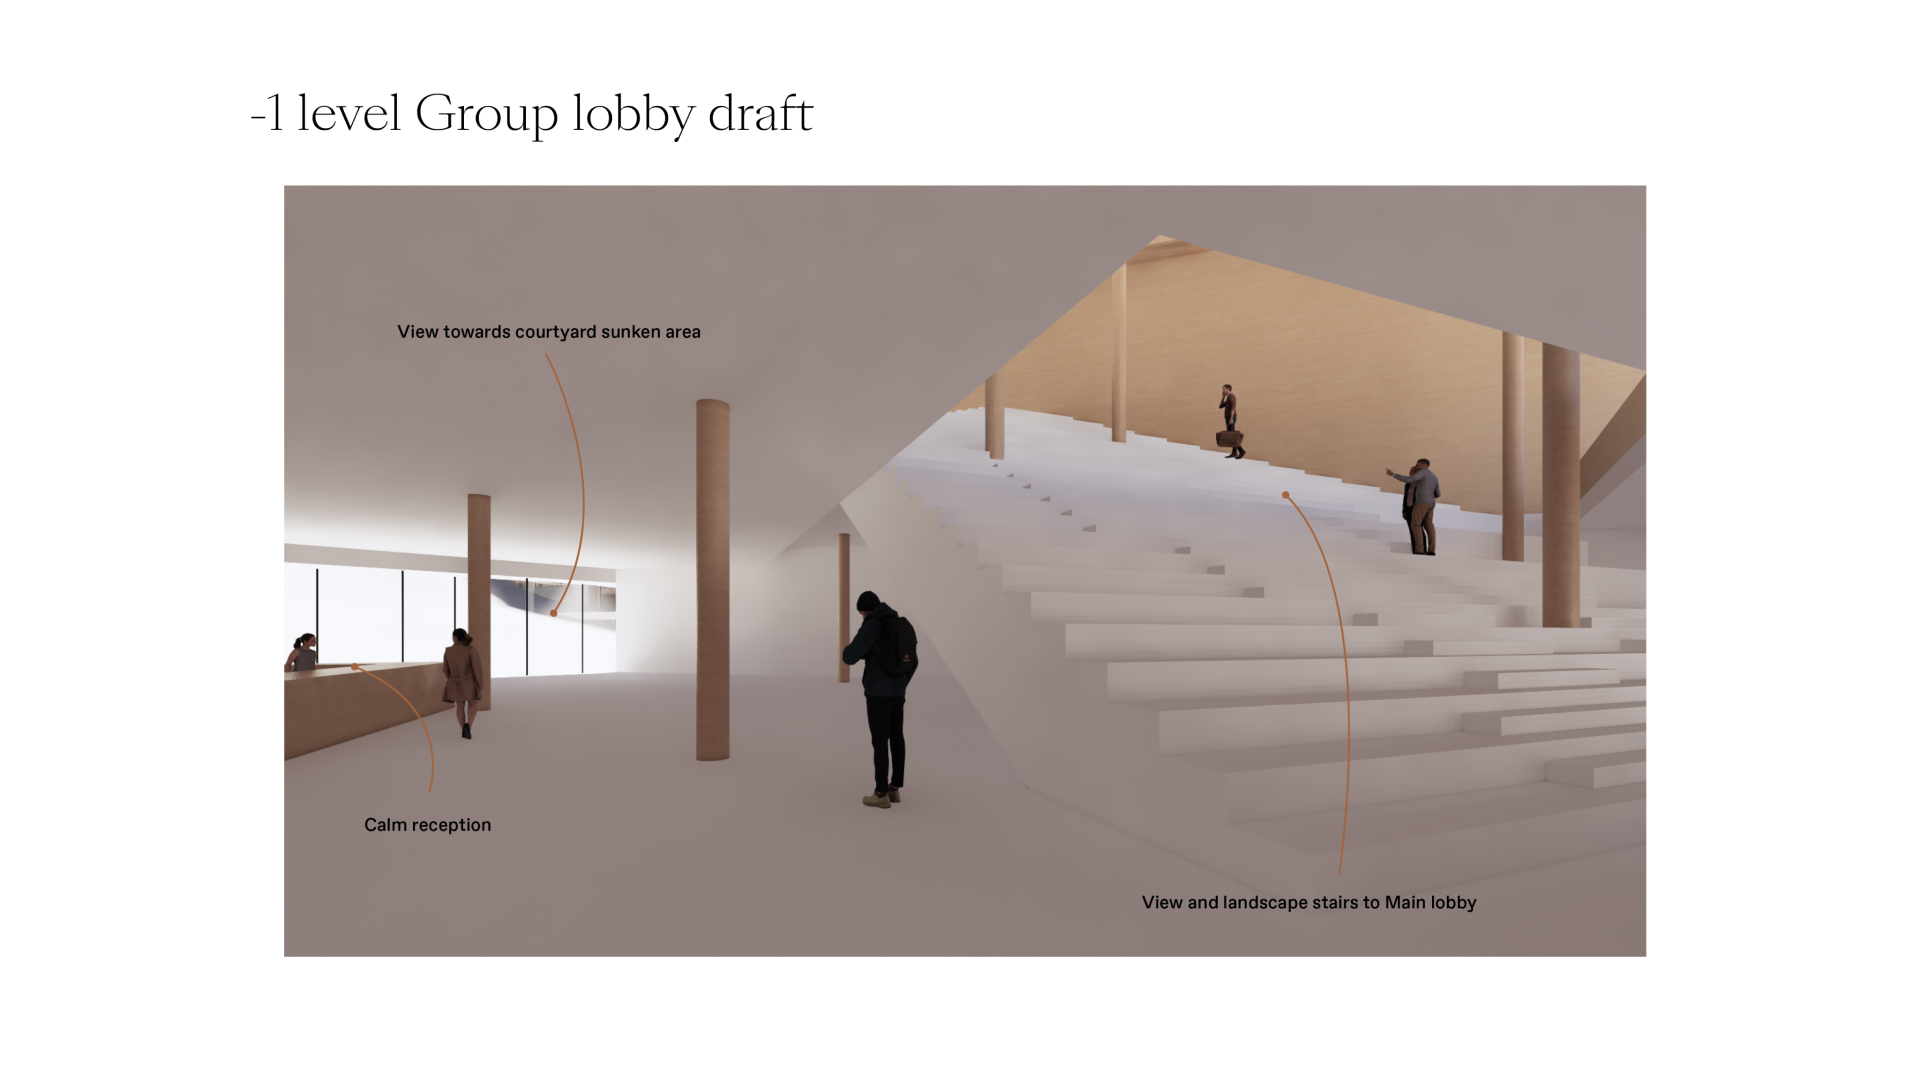 -1 level Group lobby draft
View towards courtyard sunken area
Calm reception
View and landscape stairs to Main lobby